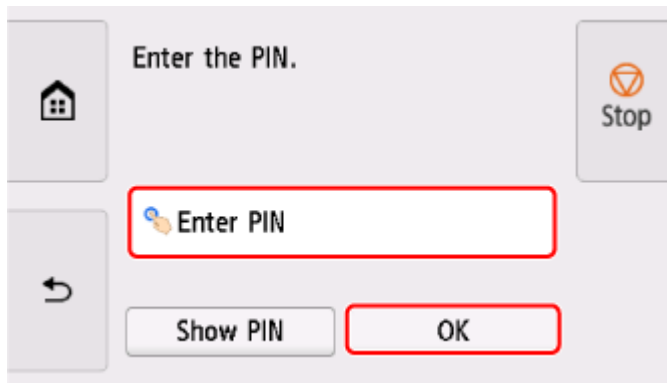 Enter the PIN.
Stop
Enter PIN
Show PIN
OK